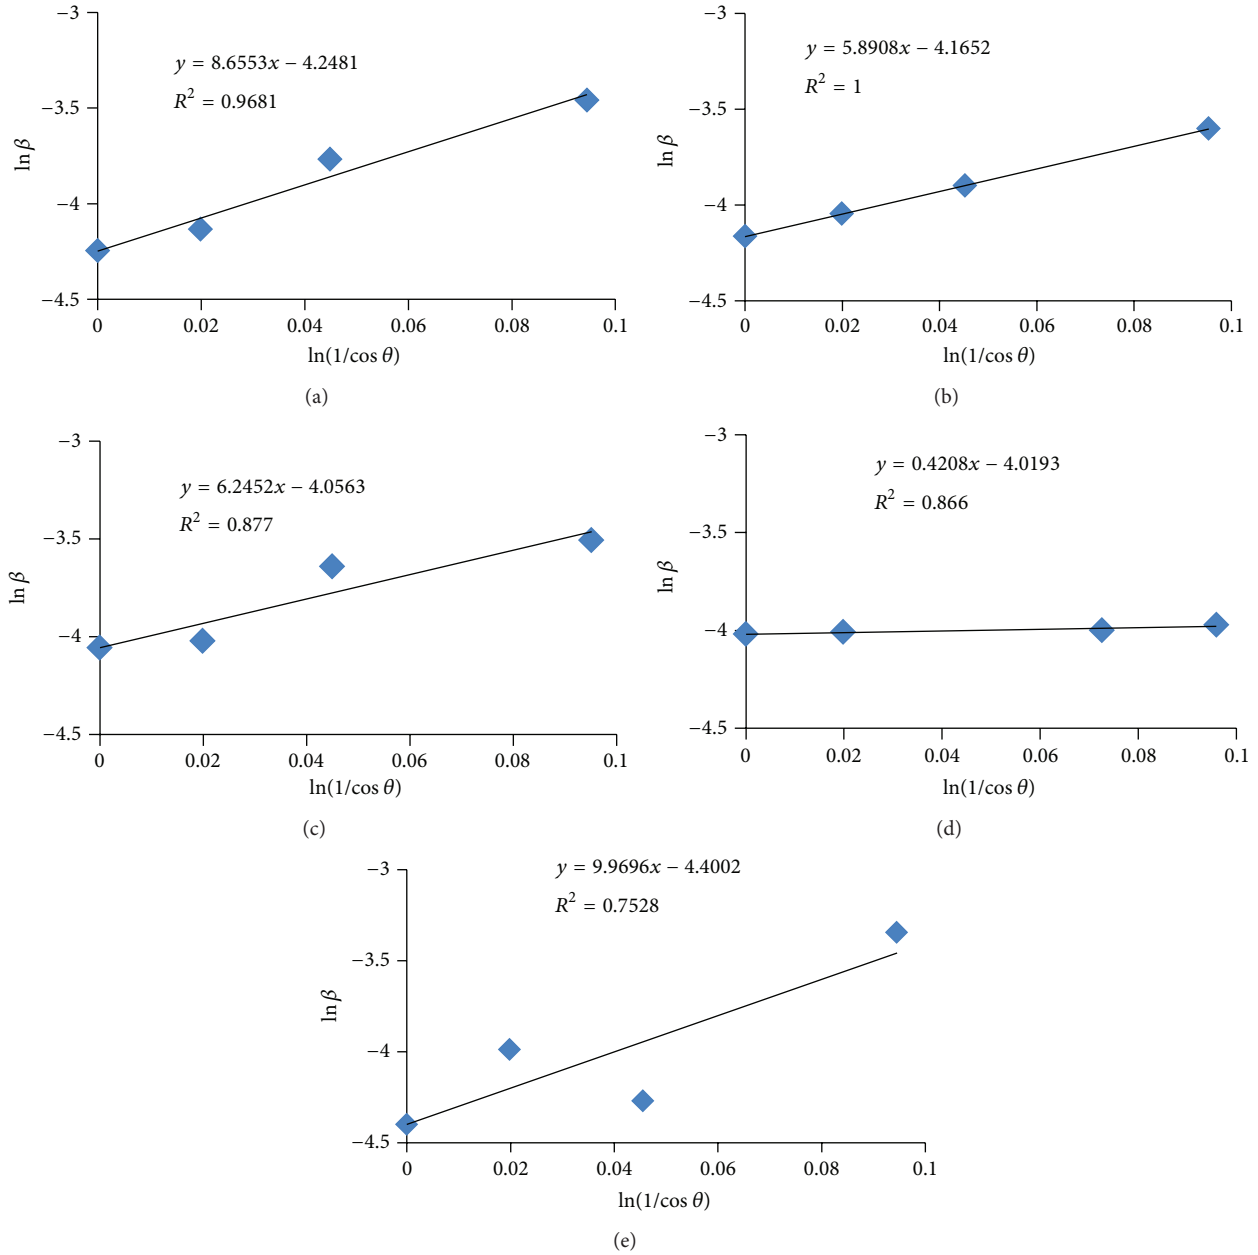 −3
−3.5
−4
−4.5
ln β
y = 8.6553x − 4.2481
R² = 0.9681
0 0.02 0.04 0.06 0.08 0.1
ln(1/cos θ)
(a)
−3
−3.5
−4
−4.5
ln β
y = 5.8908x − 4.1652
R² = 1
0 0.02 0.04 0.06 0.08 0.1
ln(1/cos θ)
(b)
−3
−3.5
−4
−4.5
ln β
y = 6.2452x − 4.0563
R² = 0.877
0 0.02 0.04 0.06 0.08 0.1
ln(1/cos θ)
(c)
−3
−3.5
−4
−4.5
ln β
y = 0.4208x − 4.0193
R² = 0.866
0 0.02 0.04 0.06 0.08 0.1
ln(1/cos θ)
(d)
−3
−3.5
−4
−4.5
ln β
y = 9.9696x − 4.4002
R² = 0.7528
0 0.02 0.04 0.06 0.08 0.1
ln(1/cos θ)
(e)